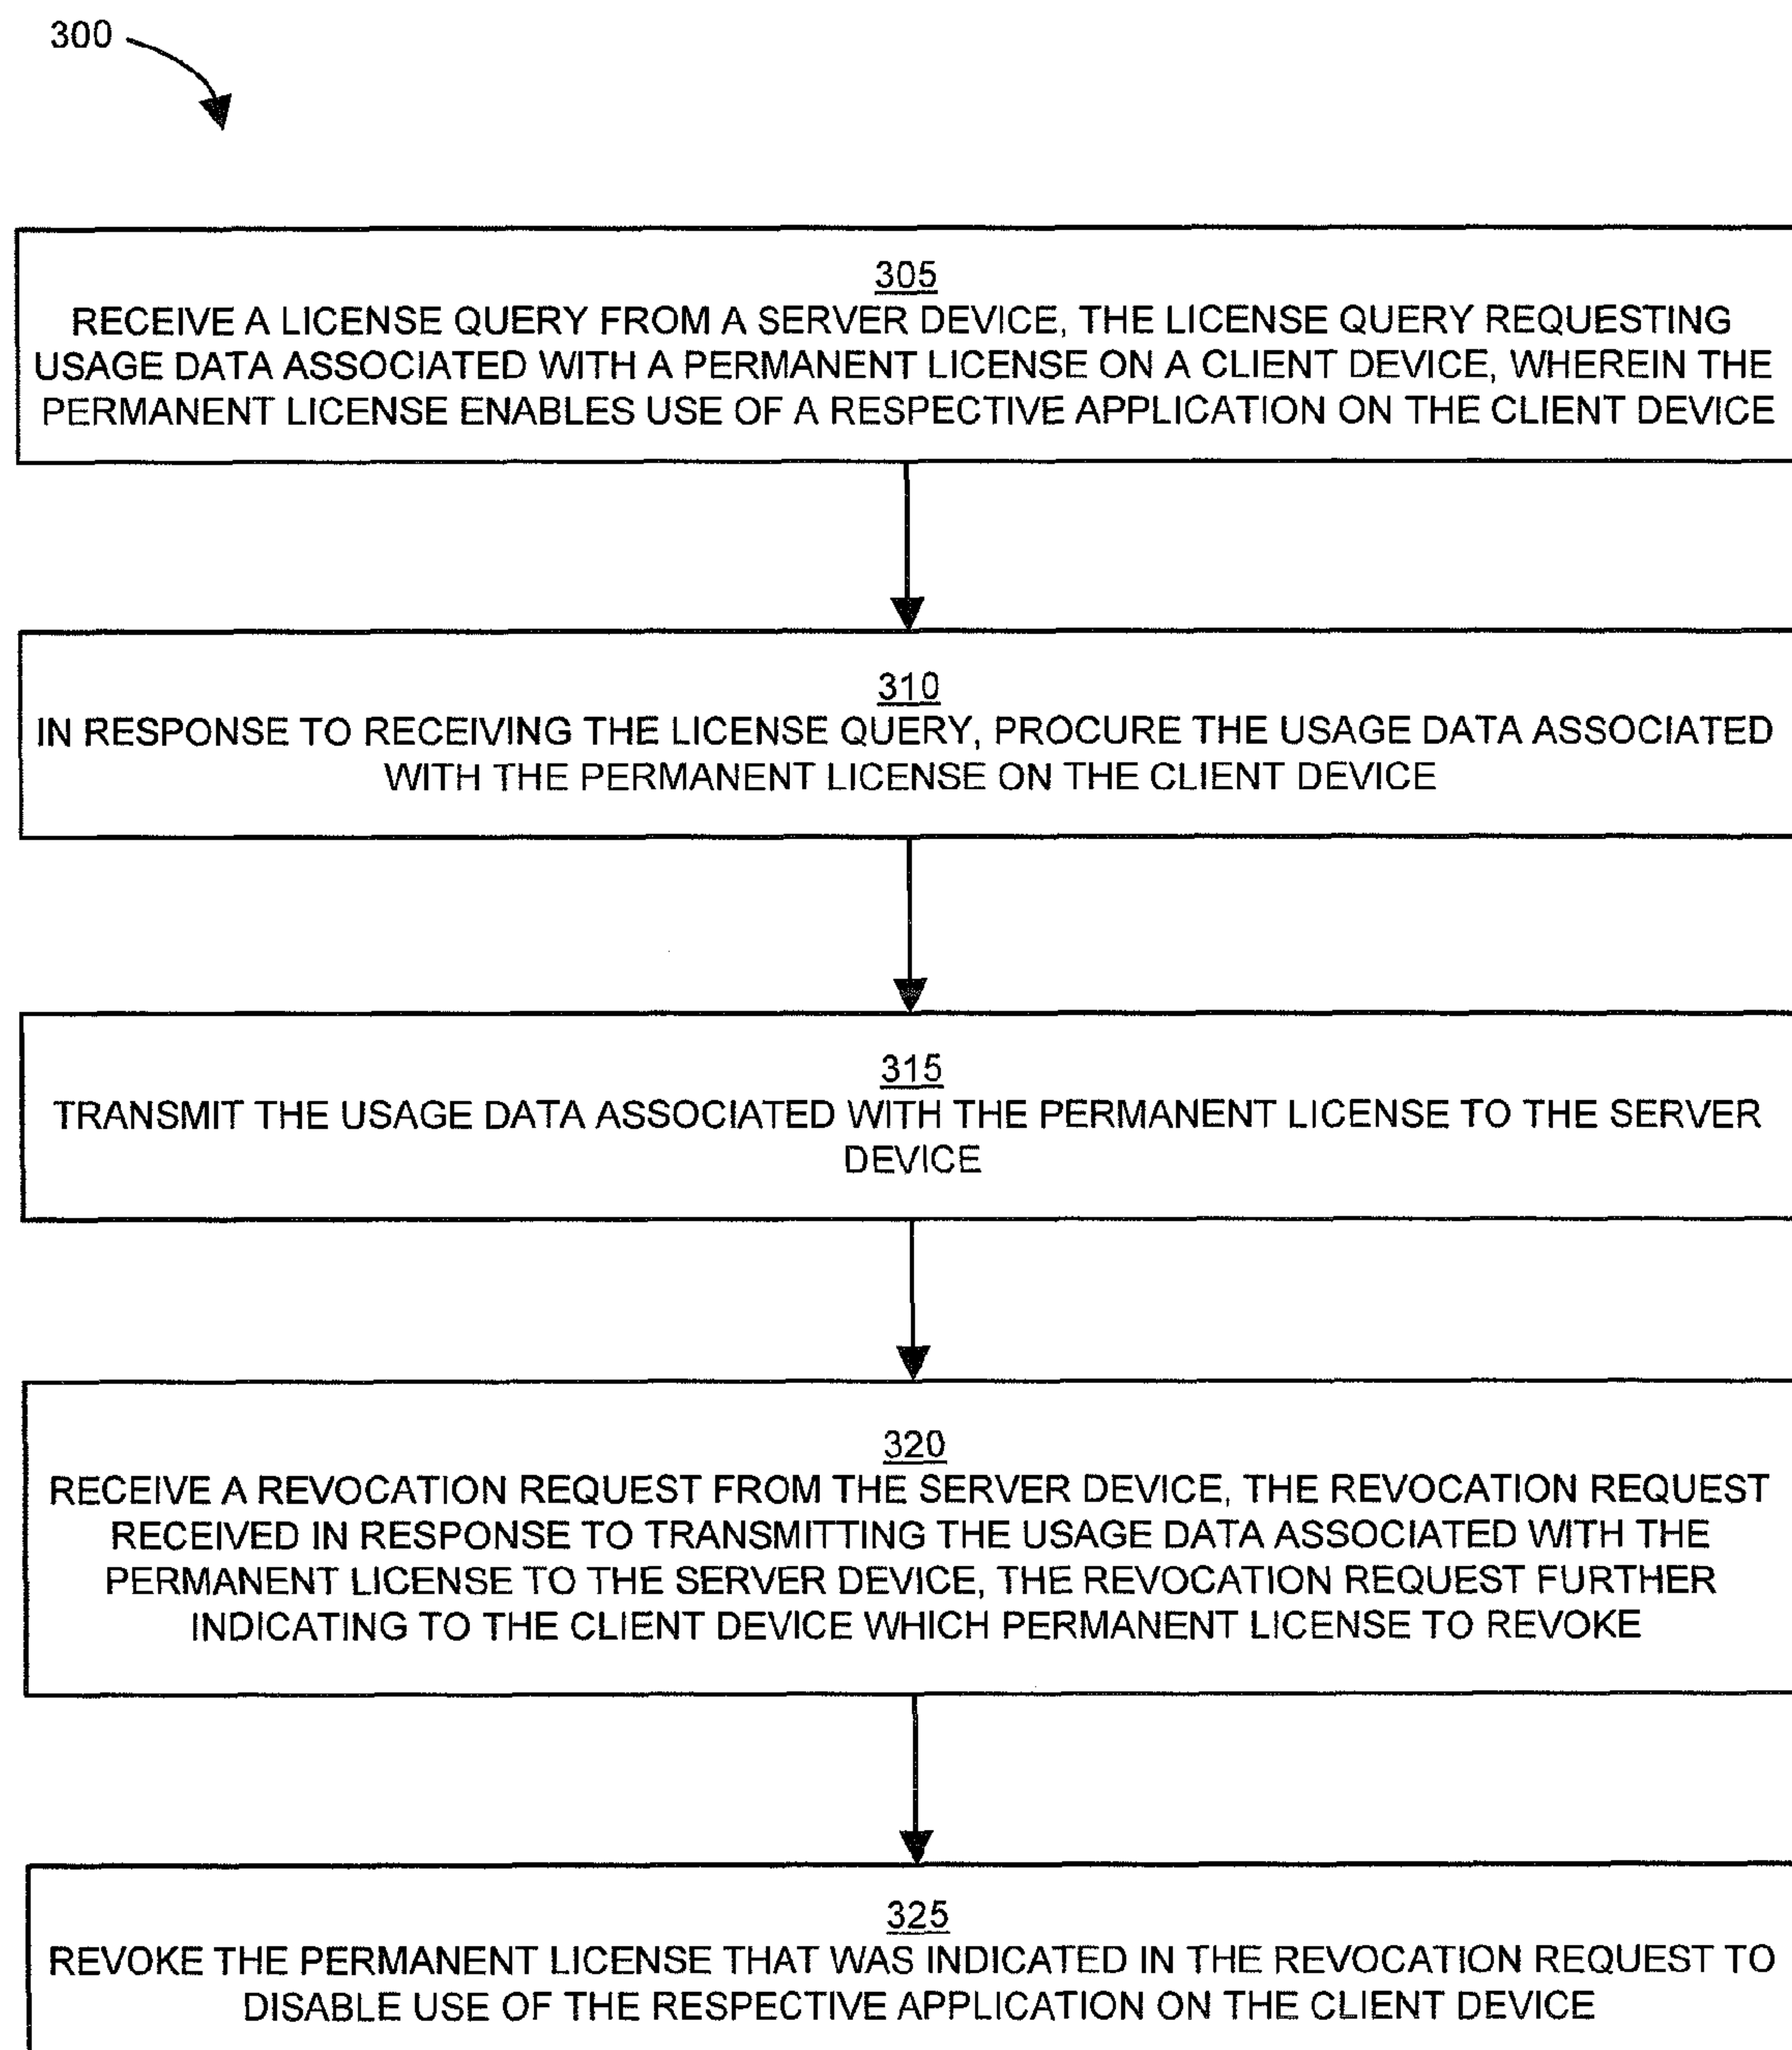 300
305
RECEIVE A LICENSE QUERY FROM A SERVER DEVICE, THE LICENSE QUERY REQUESTING
USAGE DATA ASSOCIATED WITH A PERMANENT LICENSE ON A CLIENT DEVICE, WHEREIN THE
PERMANENT LICENSE ENABLES USE OF A RESPECTIVE APPLICATION ON THE CLIENT DEVICE
310
IN RESPONSE TO RECEIVING THE LICENSE QUERY, PROCURE THE USAGE DATA ASSOCIATED
WITH THE PERMANENT LICENSE ON THE CLIENT DEVICE
315
TRANSMIT THE USAGE DATA ASSOCIATED WITH THE PERMANENT LICENSE TO THE SERVER
DEVICE
320
RECEIVE A REVOCATION REQUEST FROM THE SERVER DEVICE, THE REVOCATION REQUEST
RECEIVED IN RESPONSE TO TRANSMITTING THE USAGE DATA ASSOCIATED WITH THE
PERMANENT LICENSE TO THE SERVER DEVICE, THE REVOCATION REQUEST FURTHER
INDICATING TO THE CLIENT DEVICE WHICH PERMANENT LICENSE TO REVOKE
325
REVOKE THE PERMANENT LICENSE THAT WAS INDICATED IN THE REVOCATION REQUEST TO
DISABLE USE OF THE RESPECTIVE APPLICATION ON THE CLIENT DEVICE